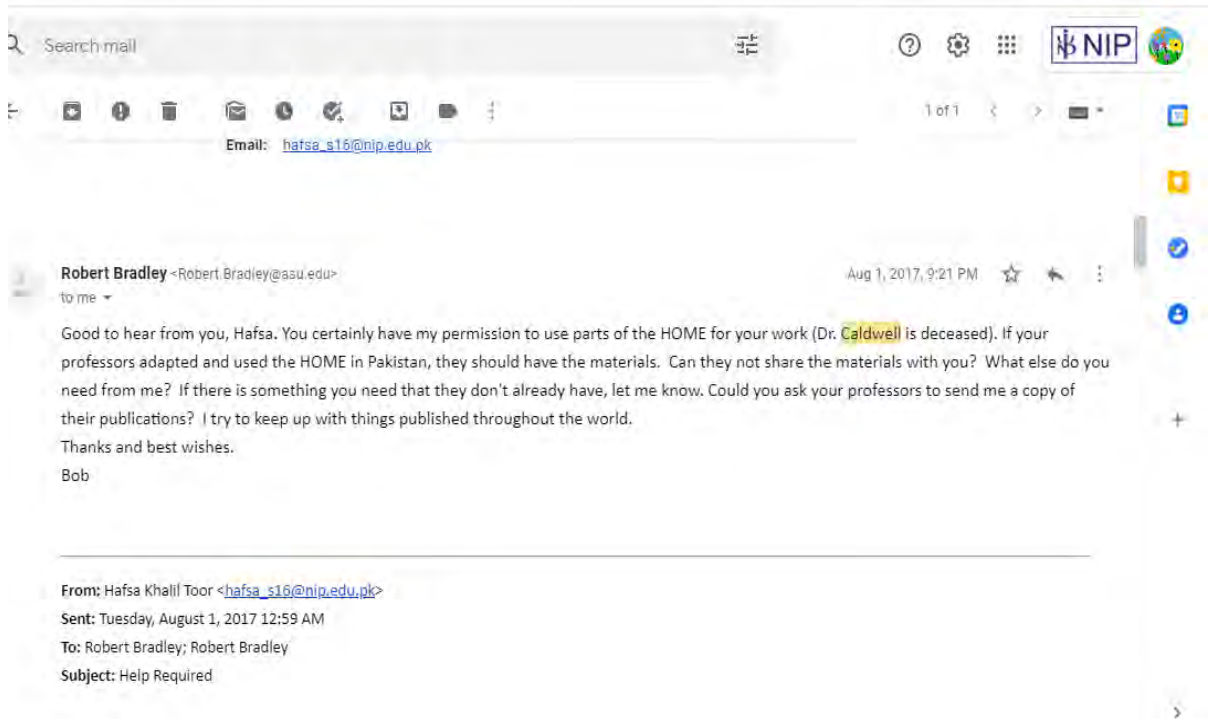 Search mail
NIP
1 of 1
Email: hafsa_s16@nip.edu.pk
Robert Bradley <Robert.Bradley@asu.edu>
Aug 1, 2017, 9:21 PM
to me
Good to hear from you, Hafsa. You certainly have my permission to use parts of the HOME for your work (Dr. Caldwell is deceased). If your
professors adapted and used the HOME in Pakistan, they should have the materials. Can they not share the materials with you? What else do you
need from me? If there is something you need that they don't already have, let me know. Could you ask your professors to send me a copy of
their publications? I try to keep up with things published throughout the world.
Thanks and best wishes.
Bob
From: Hafsa Khalil Toor <hafsa_s16@nip.edu.pk>
Sent: Tuesday, August 1, 2017 12:59 AM
To: Robert Bradley; Robert Bradley
Subject: Help Required